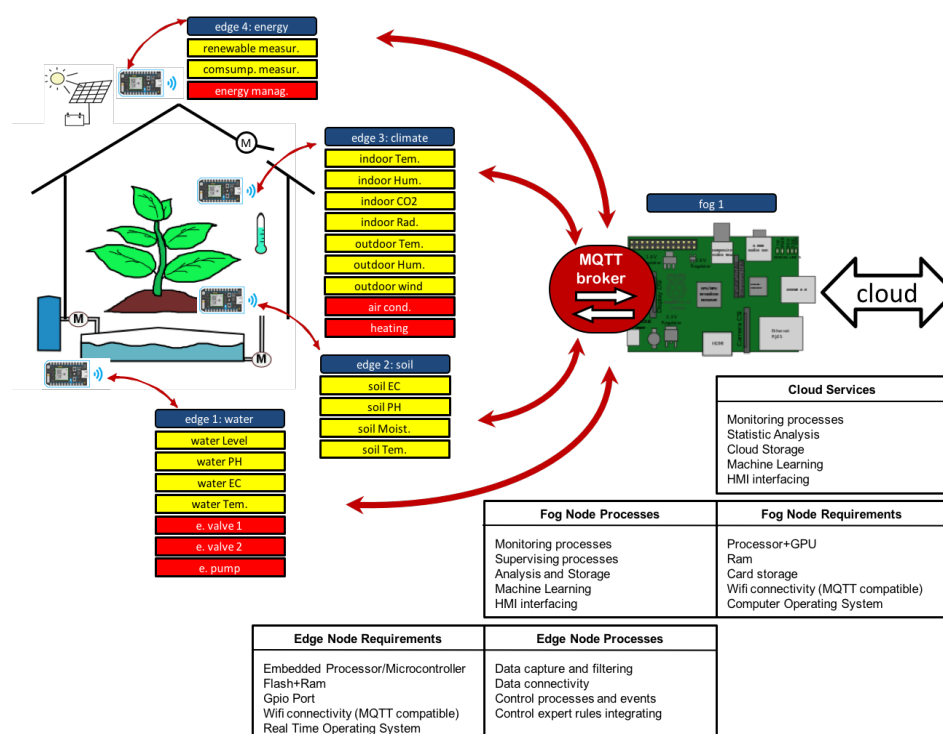 edge 4: energy
renewable measur.
comsump. measur.
energy manag.
M
edge 3: climate
indoor Tem.
indoor Hum.
indoor CO2
indoor Rad.
outdoor Tem.
outdoor Hum.
outdoor wind
air cond.
heating
fog 1
MQTT
broker
HDMI
Ethernet
cloud
M
M
edge 2: soil
soil EC
soil PH
soil Moist.
soil Tem.
edge 1: water
water Level
water PH
water EC
water Tem.
e. valve 1
e. valve 2
e. pump
Cloud Services
Monitoring processes
Statistic Analysis
Cloud Storage
Machine Learning
HMI interfacing
Fog Node Processes
Monitoring processes
Supervising processes
Analysis and Storage
Machine Learning
HMI interfacing
Fog Node Requirements
Processor+GPU
Ram
Card storage
Wifi connectivity (MQTT compatible)
Computer Operating System
Edge Node Requirements
Embedded Processor/Microcontroller
Flash+Ram
Gpio Port
Wifi connectivity (MQTT compatible)
Real Time Operating System
Edge Node Processes
Data capture and filtering
Data connectivity
Control processes and events
Control expert rules integrating